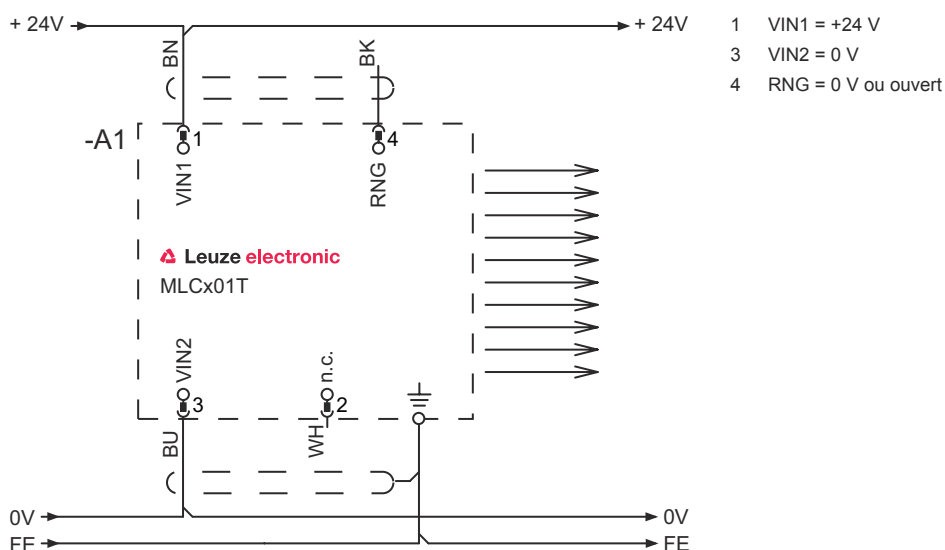 + 24V
+ 24V
1 VIN1 = +24 V
3 VIN2 = 0 V
4 RNG = 0 V ou ouvert
BN
BK
-A1
1
4
VIN1
RNG
Leuze electronic
MLCx01T
VIN2
n.c.
3
2
BU
WH
0V
0V
FE
FE